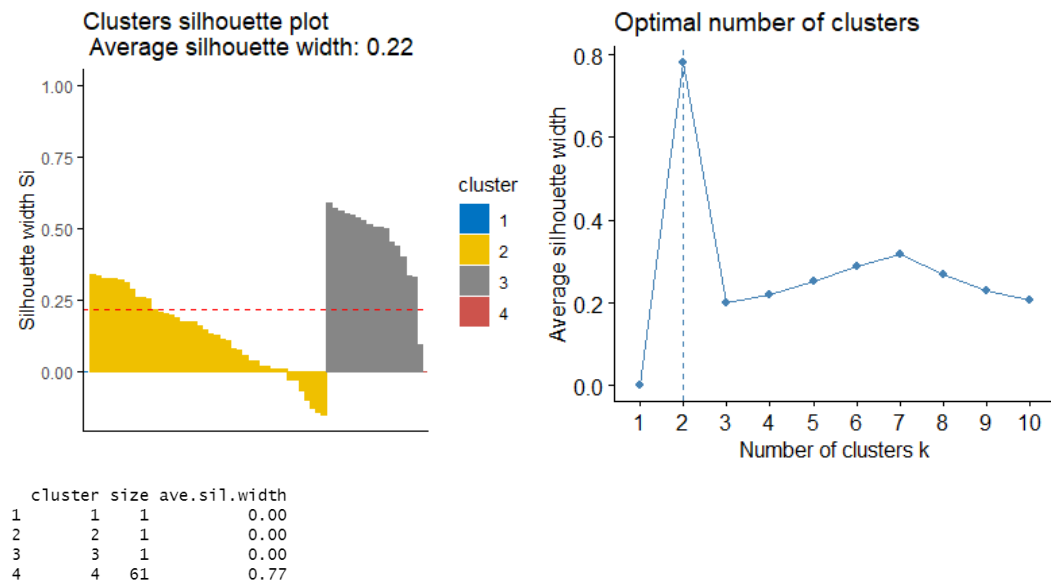 Clusters silhouette plot
Average silhouette width: 0.22
1.00
0.75
0.50
0.25
0.00
Silhouette width Si
cluster
1
2
3
4
Optimal number of clusters
0.8
0.6
0.4
0.2
0.0
Average silhouette width
1 2 3 4 5 6 7 8 9 10
Number of clusters k
cluster size ave.sil.width
1 1 1 0.00
2 2 1 0.00
3 3 1 0.00
4 4 61 0.77